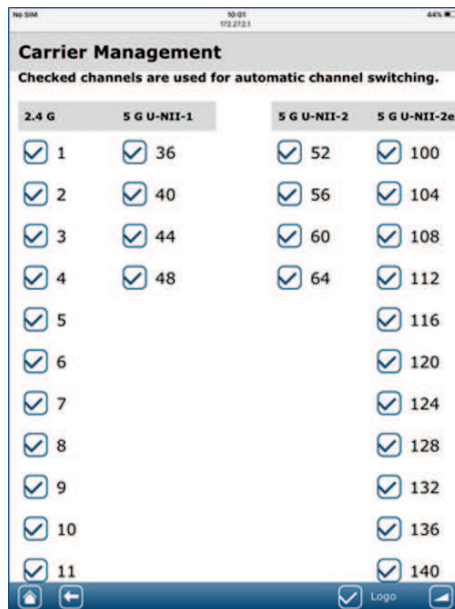 No SIM 10:01 44%
172.27.2.1
Carrier Management
Checked channels are used for automatic channel switching.
2.4 G 5 G U-NII-1 5 G U-NII-2 5 G U-NII-2e
1 36 52 100
2 40 56 104
3 44 60 108
4 48 64 112
5 116
6 120
7 124
8 128
9 132
10 136
11 140
Logo